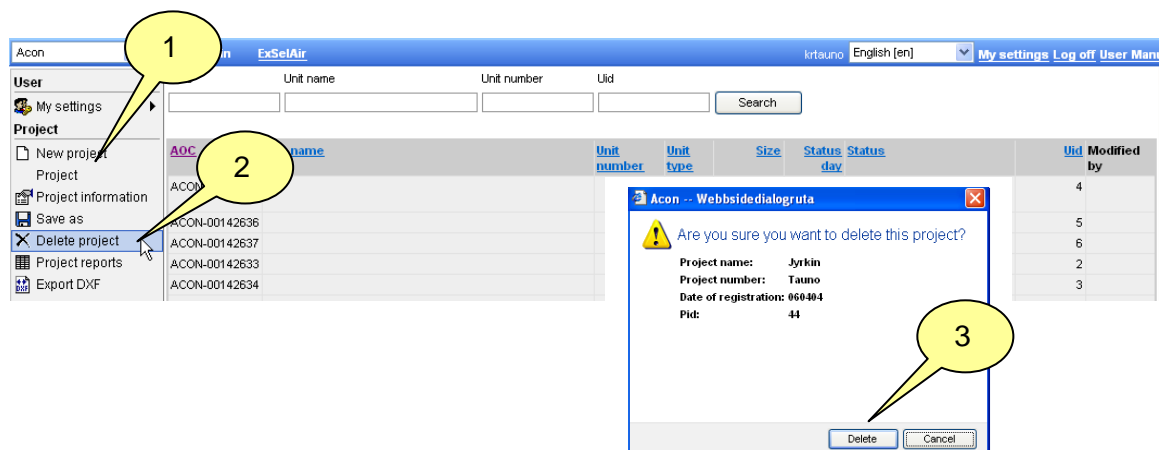 1
Acon
n ExSelAir
krtauno English [en] My settings Log off User Manu
User
Unit name Unit number Uid
My settings
Search
Project
New project
AOC name Unit number Unit type Size Status day Status Uid Modified by
2
Project
ACON 4
Project information
Save as
ACON-00142636 5
Delete project
ACON-00142637 6
Project reports
ACON-00142633 2
Export DXF
ACON-00142634 3
Acon -- Webbsidedialogruta
Are you sure you want to delete this project?
Project name: Jyrkin
Project number: Tauno
Date of registration: 060404
Pid: 44
3
Delete Cancel